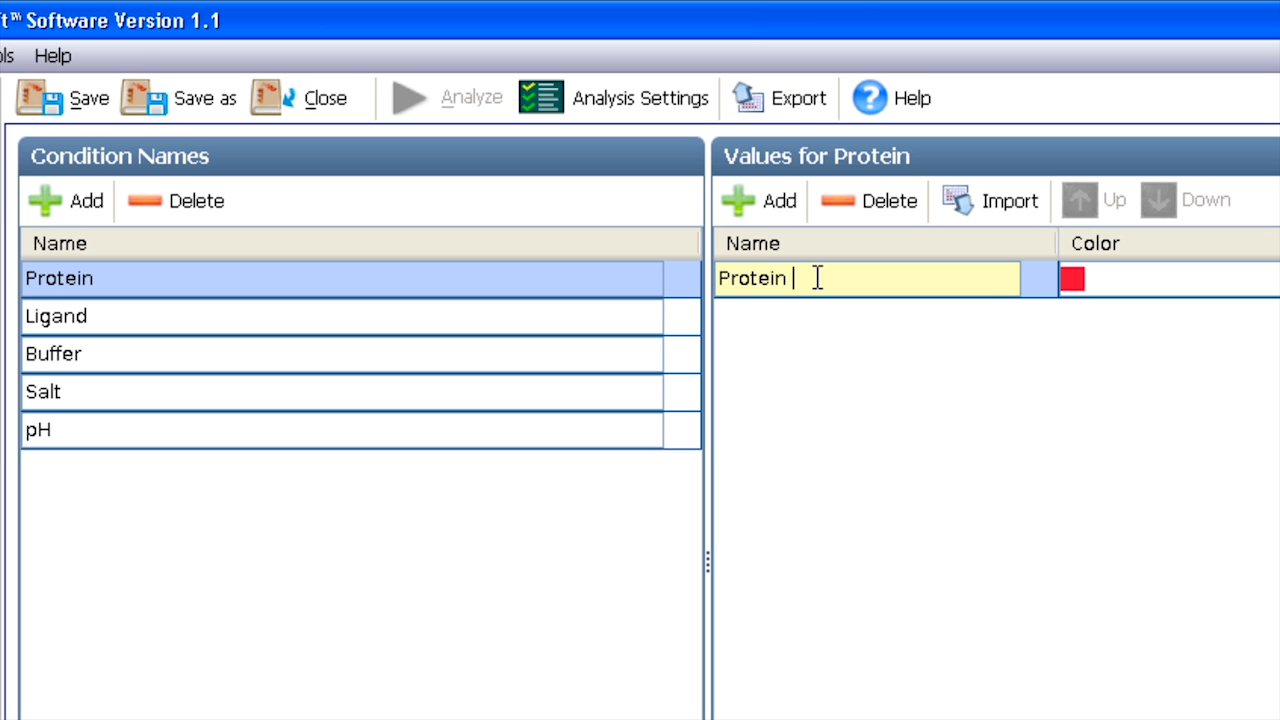 t™ Software Version 1.1
ls Help
Save Save as Close Analyze Analysis Settings Export Help
Condition Names
Add Delete
Name
Protein
Ligand
Buffer
Salt
pH
Values for Protein
Add Delete Import Up Down
Name Color
Protein